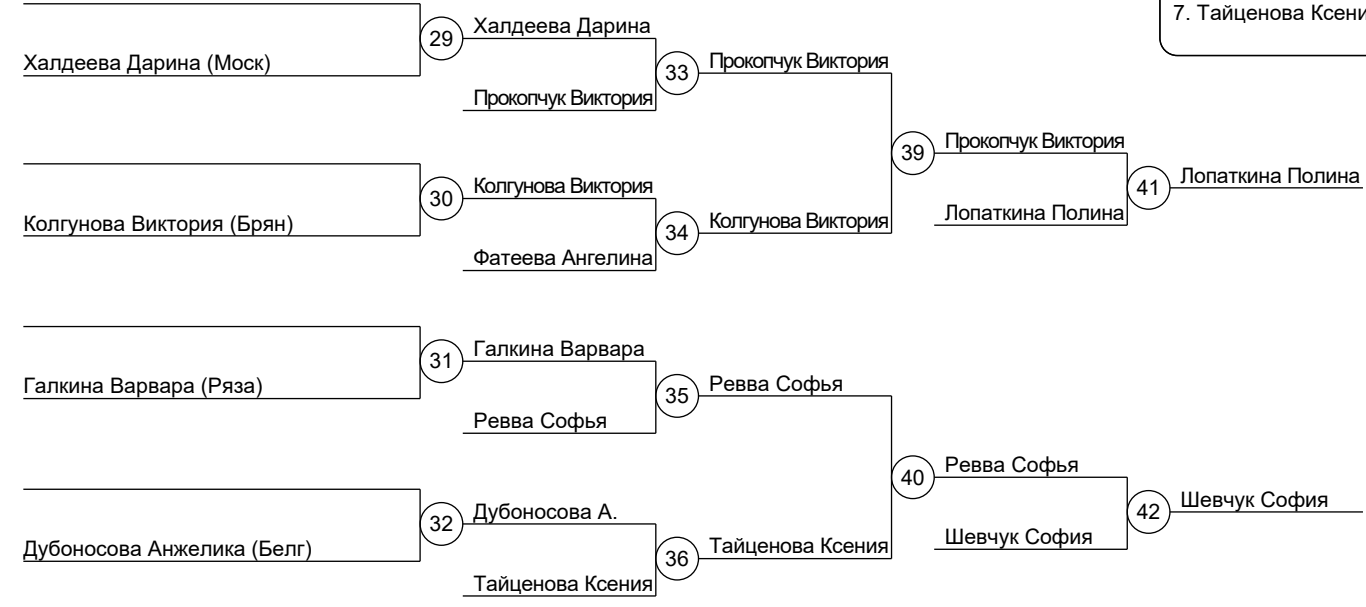 7. Тайценова Ксени
29 Халдеева Дарина
Халдеева Дарина (Моск)
33 Прокопчук Виктория
Прокопчук Виктория
39 Прокопчук Виктория
41 Лопаткина Полина
30 Колгунова Виктория
Колгунова Виктория (Брян)
Лопаткина Полина
34 Колгунова Виктория
Фатеева Ангелина
31 Галкина Варвара
Галкина Варвара (Ряза)
35 Ревва Софья
Ревва Софья
40 Ревва Софья
42 Шевчук София
32 Дубоносова А.
Шевчук София
Дубоносова Анжелика (Белг)
36 Тайценова Ксения
Тайценова Ксения